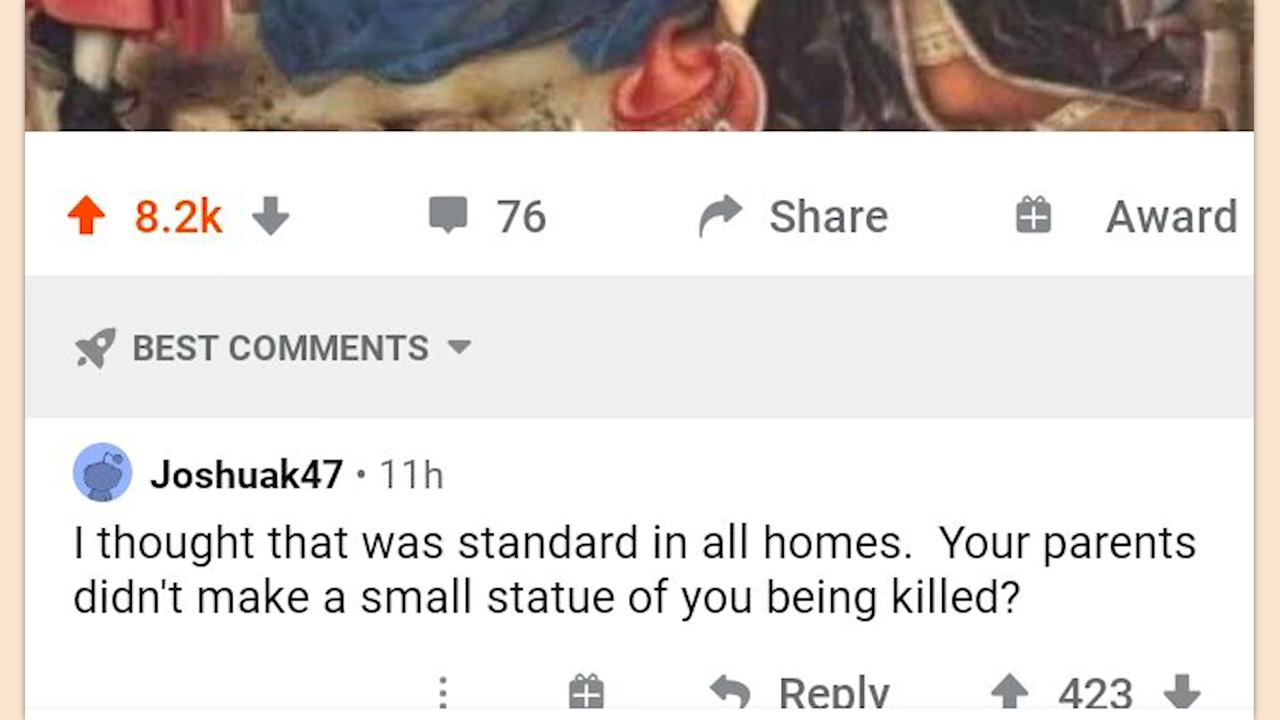 8.2k 76 Share Award
BEST COMMENTS
Joshuak47 • 11h
I thought that was standard in all homes. Your parents
didn't make a small statue of you being killed?
Reply 423